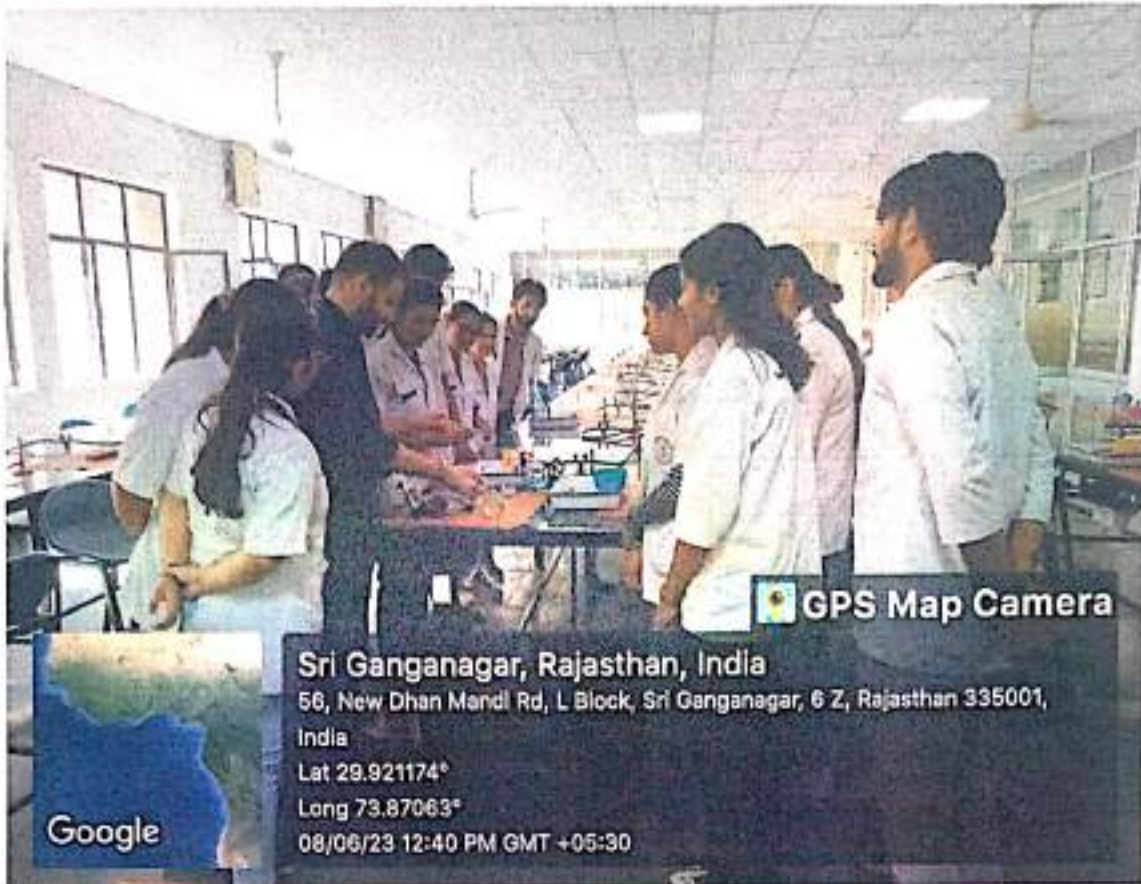 GPS Map Camera
Sri Ganganagar, Rajasthan, India
56, New Dhan Mandi Rd, L Block, Sri Ganganagar, 6 Z, Rajasthan 335001,
India
Lat 29.921174°
Long 73.87063°
08/06/23 12:40 PM GMT +05:30
Google